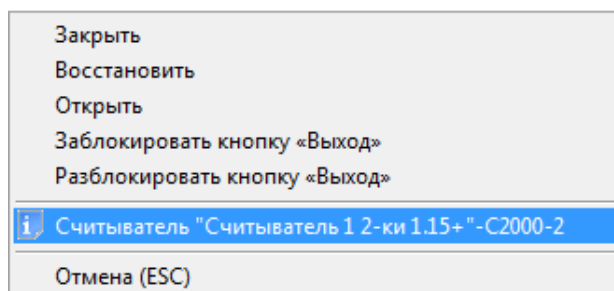 Закрыть
Восстановить
Открыть
Заблокировать кнопку «Выход»
Разблокировать кнопку «Выход»
Считыватель "Считыватель 1 2-ки 1.15+"-С2000-2
Отмена (ESC)